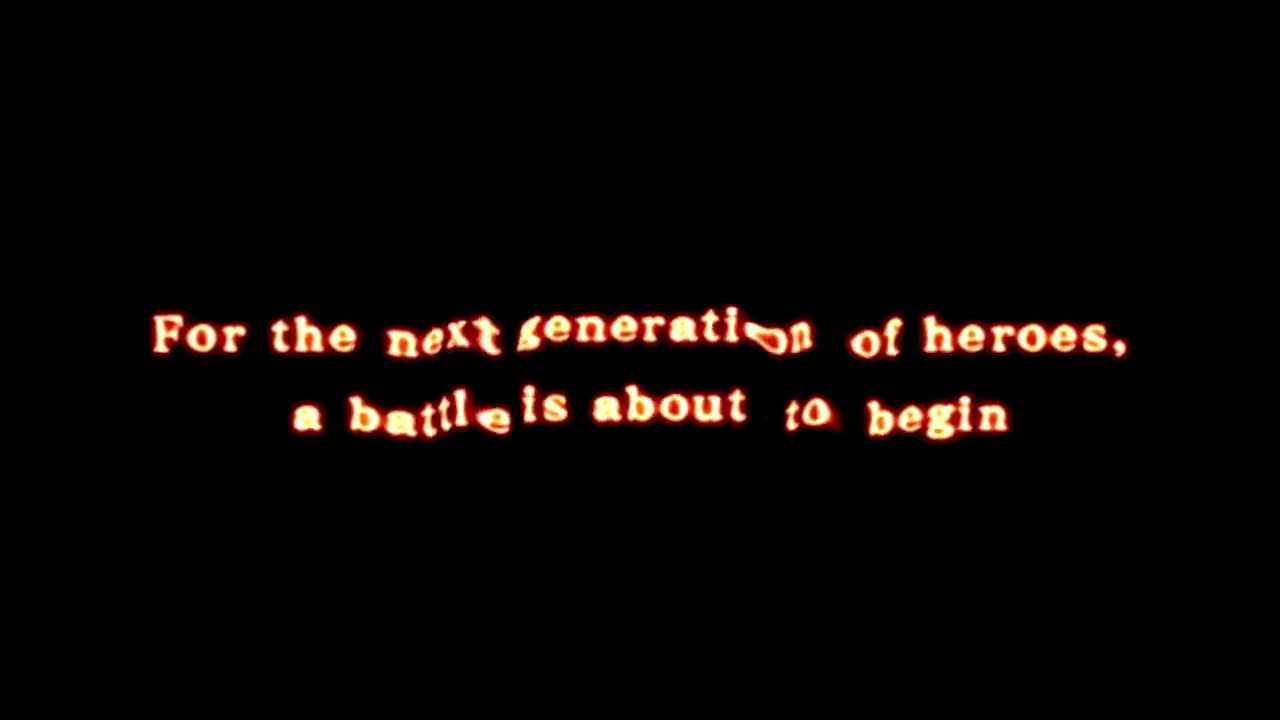 For the next generation of heroes,
a battle is about to begin